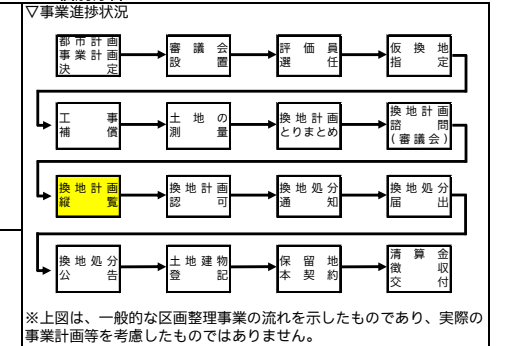 ▽事業進捗状況
都市計画
事業計画
決定
審議会
設置
評価員
選任
仮換地
指定
工事
補償
土地の
測量
換地計画
とりまとめ
換地計画
諮問
(審議会)
換地計画
縦覧
換地計画
認可
換地処分
通知
換地処分
届出
換地処分
公告
土地建物
登記
保留地
本契約
清算金
徴収
交付
※上図は、一般的な区画整理事業の流れを示したものであり、実際の
事業計画等を考慮したものではありません。